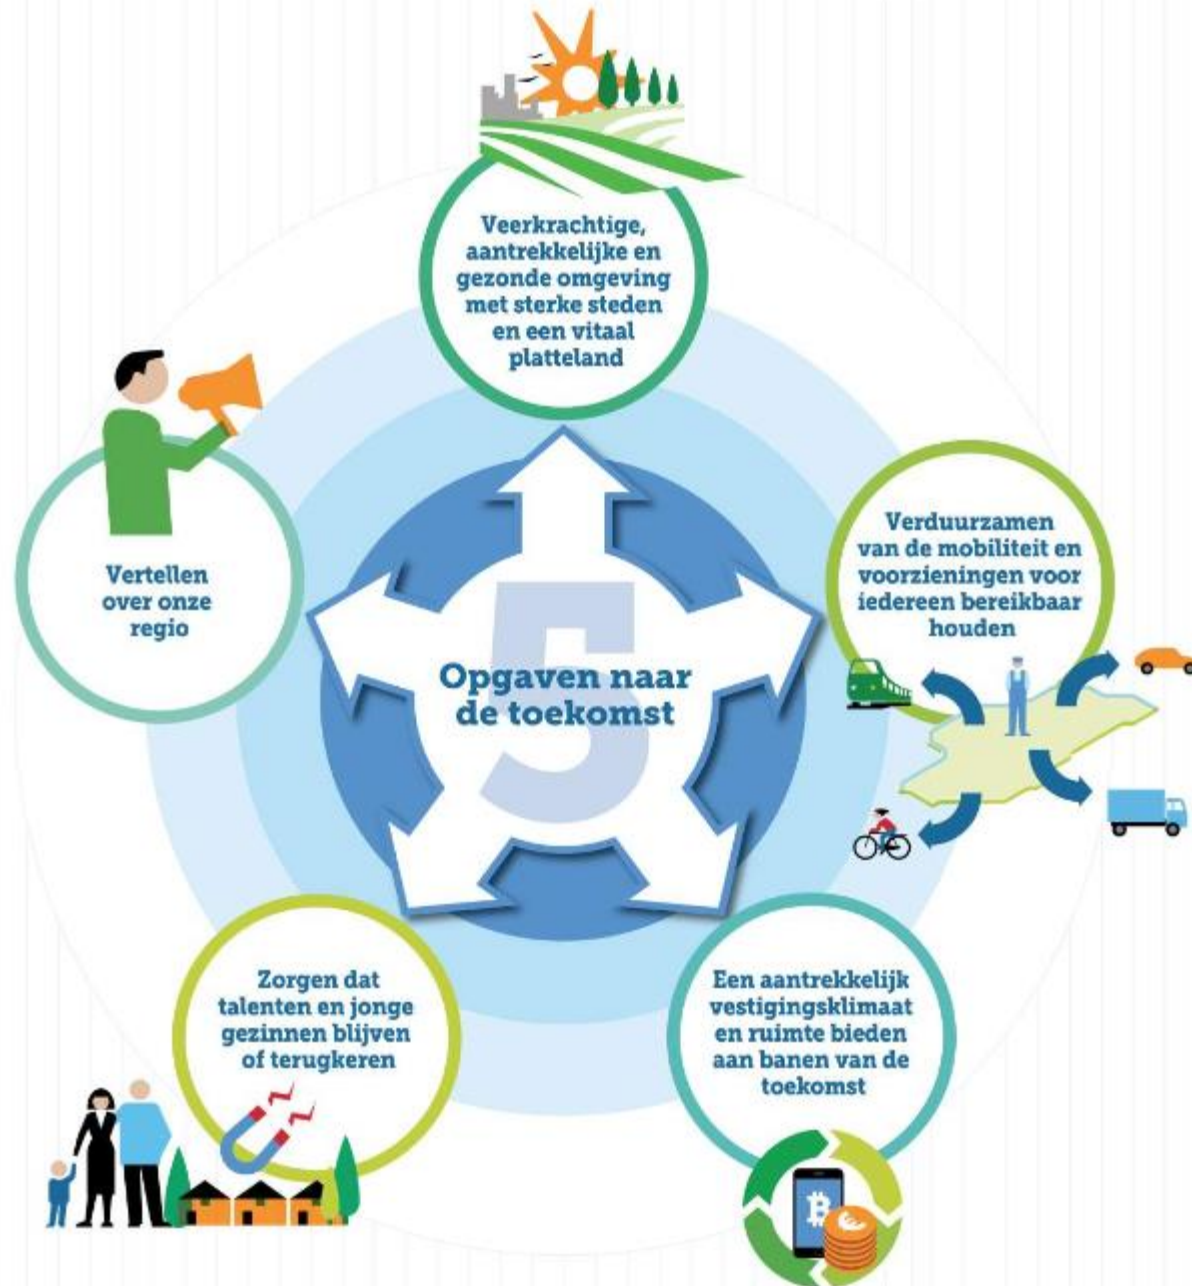 Veerkrachtige,
aantrekkelijke en
gezonde omgeving
met sterke steden
en een vitaal
platteland
Verduurzamen
van de mobiliteit en
voorzieningen voor
iedereen bereikbaar
houden
Vertellen
over onze
regio
5
Opgaven naar
de toekomst
Zorgen dat
talenten en jonge
gezinnen blijven
of terugkeren
Een aantrekkelijk
vestigingsklimaat
en ruimte bieden
aan banen van de
toekomst